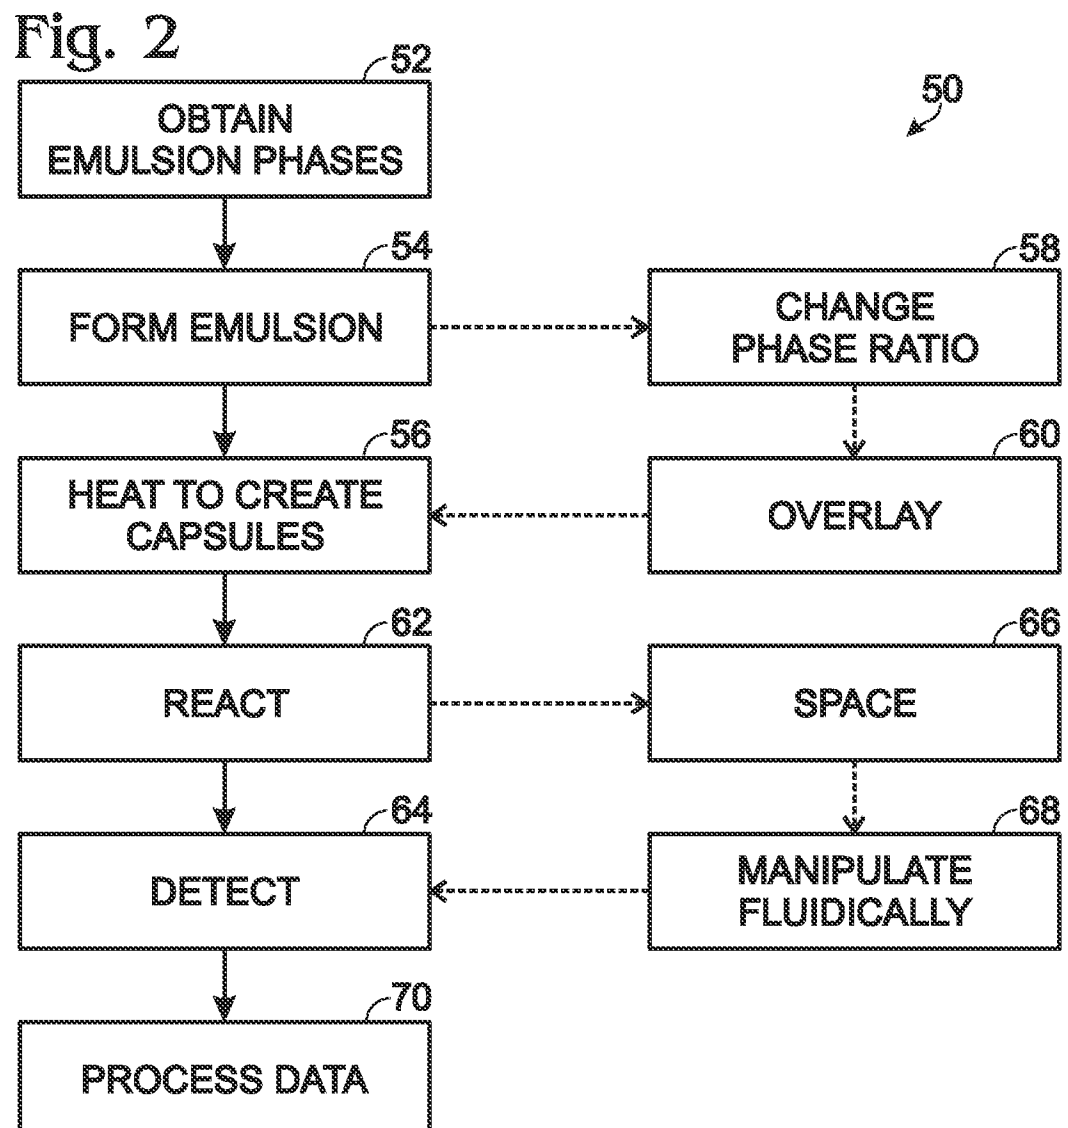 Fig. 2
50
52
OBTAIN
EMULSION PHASES
54
FORM EMULSION
58
CHANGE
PHASE RATIO
56
HEAT TO CREATE
CAPSULES
60
OVERLAY
62
REACT
66
SPACE
64
DETECT
68
MANIPULATE
FLUIDICALLY
70
PROCESS DATA